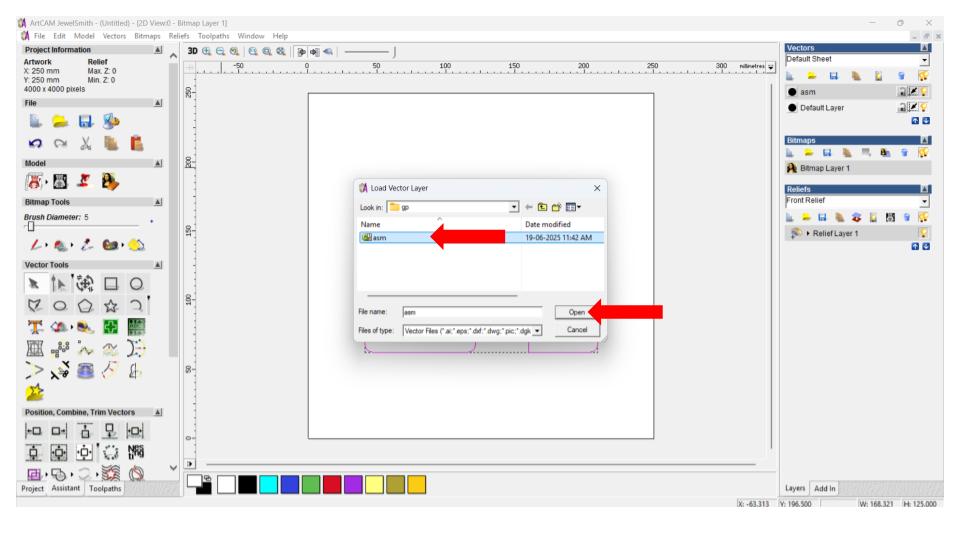 ArtCAM JewelSmith - (Untitled) - [2D View:0 - Bitmap Layer 1]
File Edit Model Vectors Bitmaps Reliefs Toolpaths Window Help
Project Information
Artwork Relief
X: 250 mm Max. Z: 0
Y: 250 mm Min. Z: 0
4000 x 4000 pixels
File
Model
Bitmap Tools
Brush Diameter: 5
Vector Tools
Position, Combine, Trim Vectors
Nes
ting
Project Assistant Toolpaths
3D
-50 0 50 100 150 200 250 300 millimetres
250
200
150
100
50
0
Load Vector Layer
Look in: gp
Name Date modified
asm 19-06-2025 11:42 AM
File name: asm Open
Files of type: Vector Files (*.ai;*.eps;*.dxf;*.dwg;*.pic;*.dgk Cancel
Vectors
Default Sheet
asm
Default Layer
Bitmaps
Bitmap Layer 1
Reliefs
Front Relief
Relief Layer 1
Layers Add In
X: -63.313 Y: 196.500 W: 168.321 H: 125.000